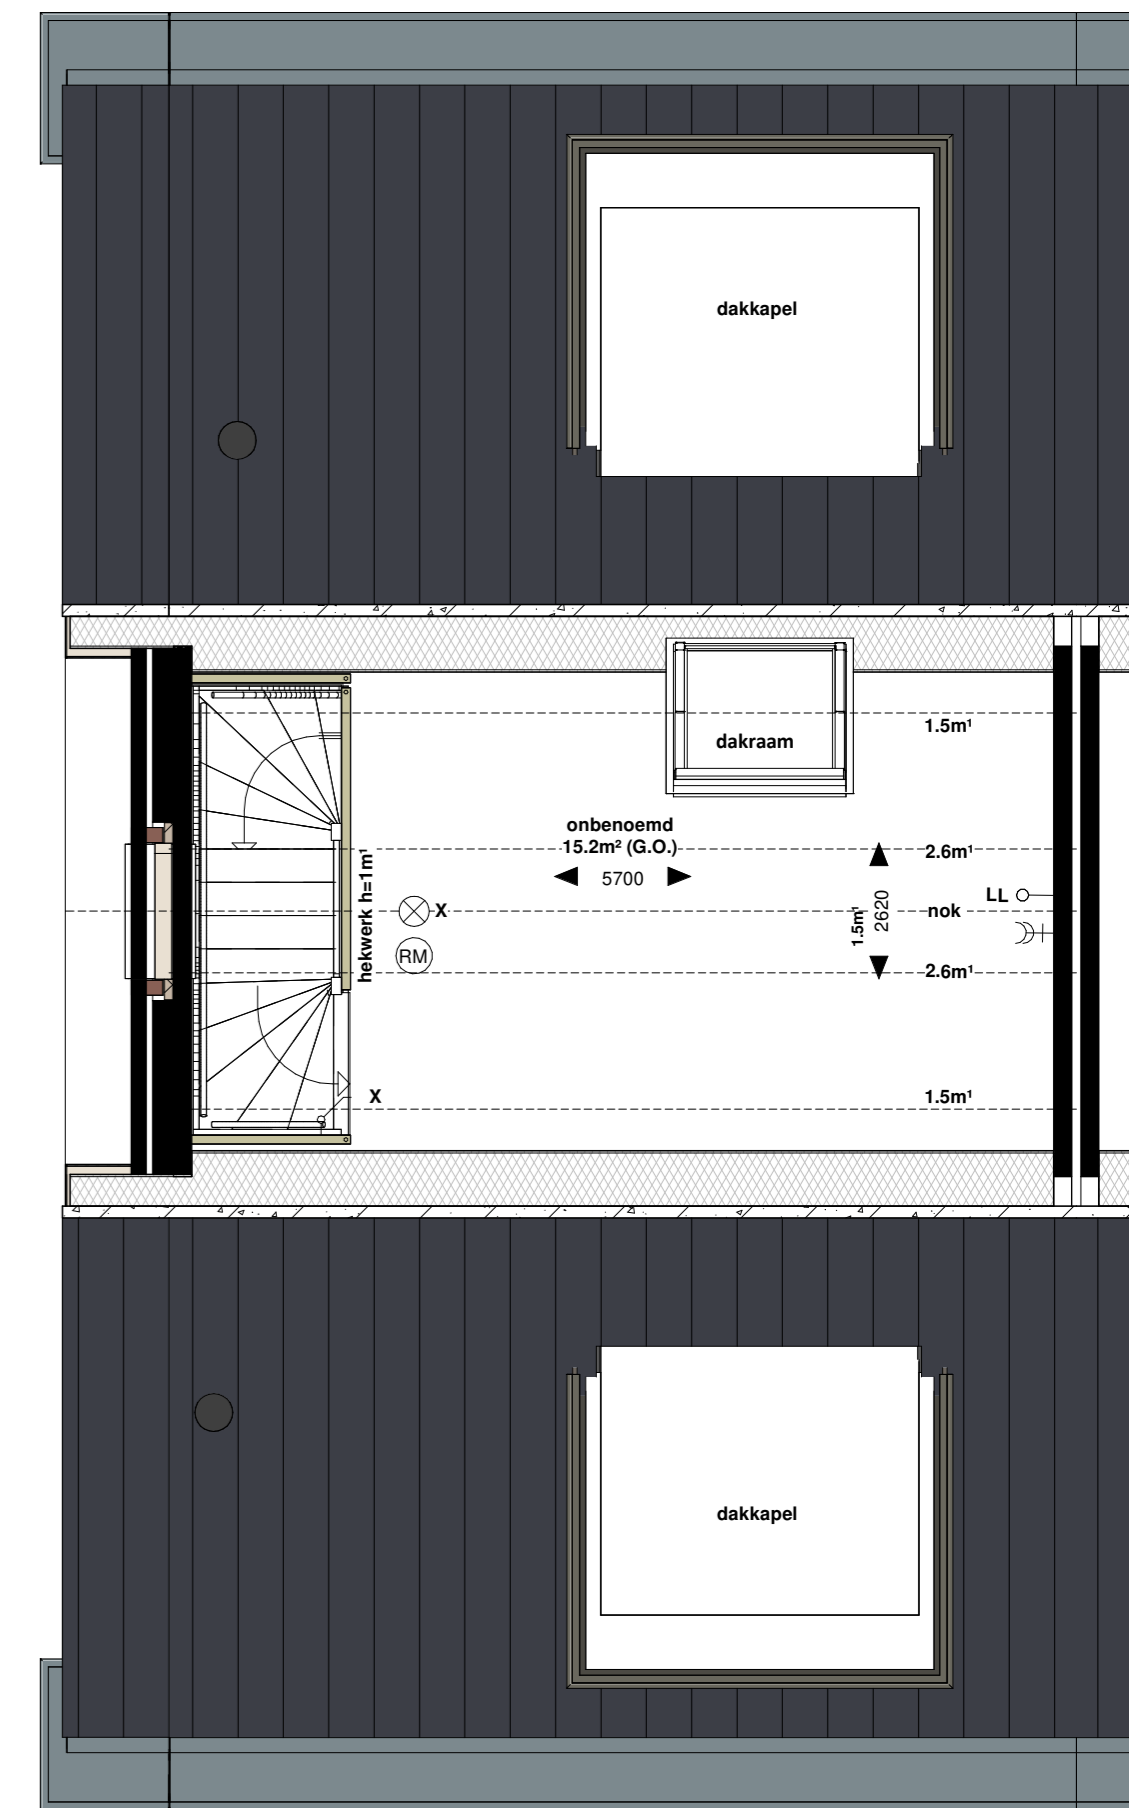 dakkapel
1.5m¹
dakraam
onbenoemd
15.2m² (G.O.)
5700
2.6m¹
hekwerk h=1m¹
X
RM
1.5m¹
2620
nok
LL
2.6m¹
X
1.5m¹
dakkapel